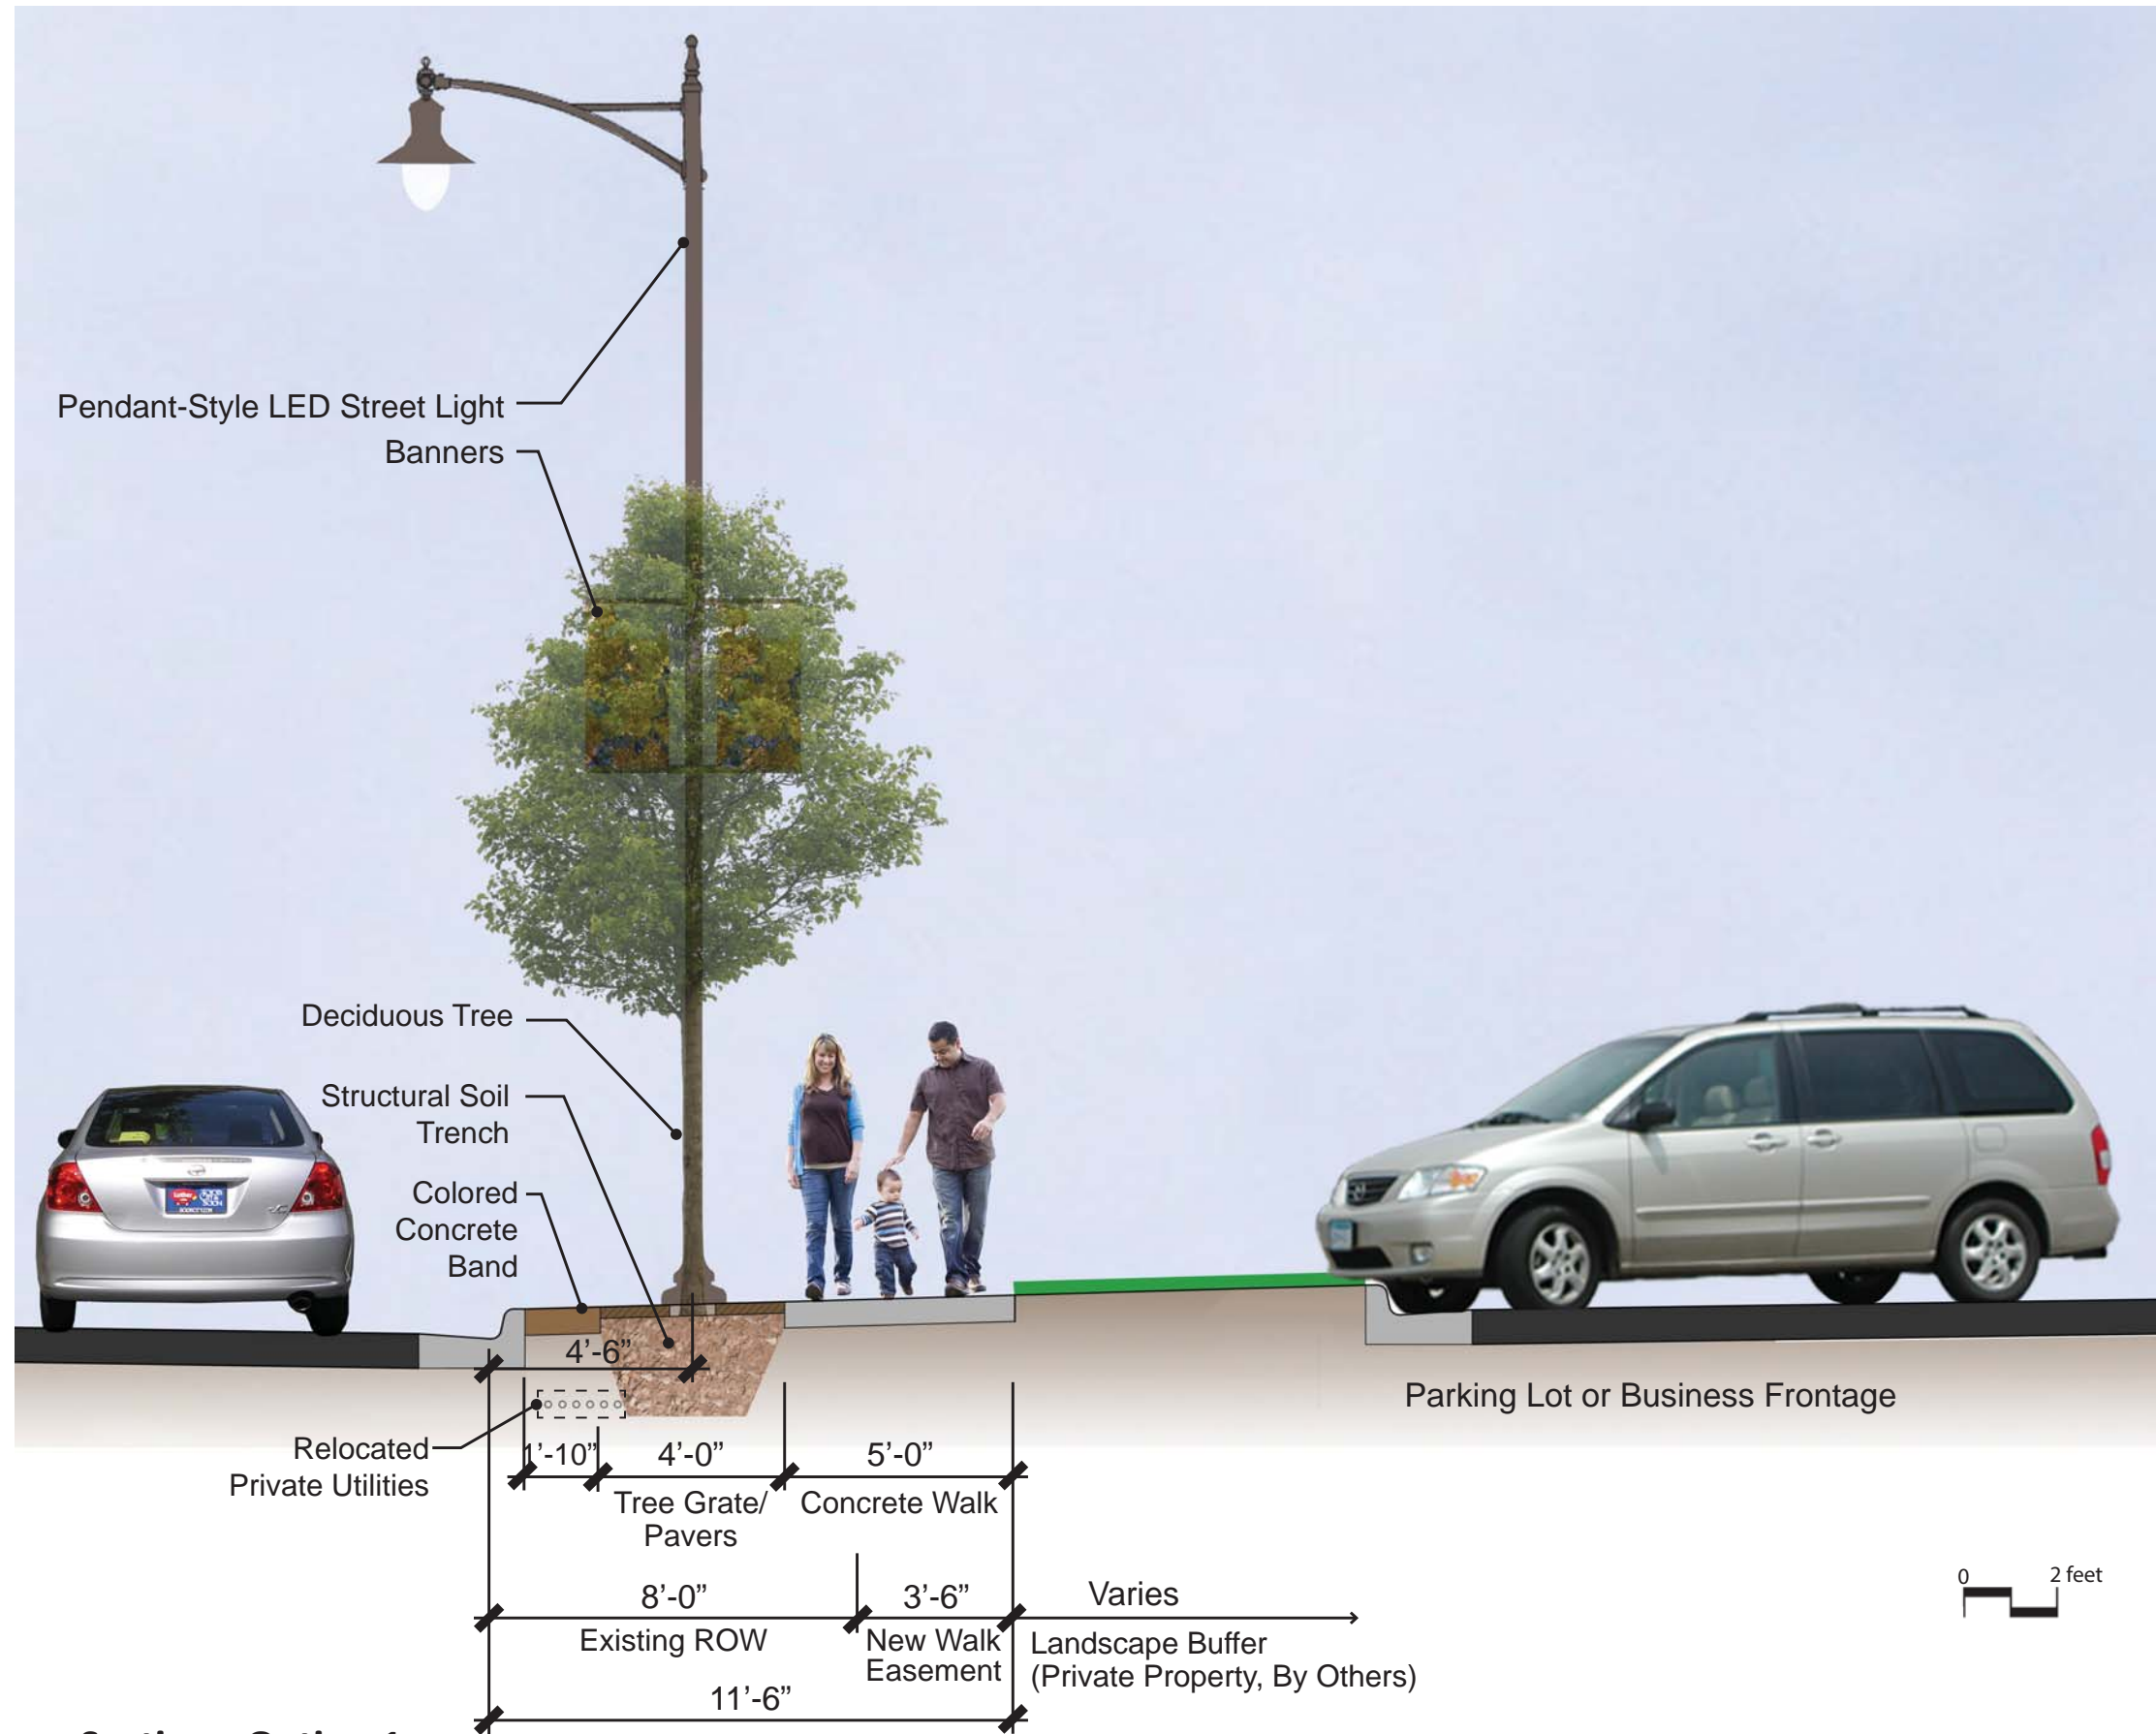 Pendant-Style LED Street Light
Banners
Deciduous Tree
Structural Soil
Trench
Colored
Concrete
Band
4’-6”
Relocated
Private Utilities
1’-10”
4’-0”
5’-0”
Tree Grate/
Pavers
Concrete Walk
Parking Lot or Business Frontage
8’-0”
3’-6”
Varies
Existing ROW
New Walk
Easement
Landscape Buffer
(Private Property, By Others)
11’-6”
0
2 feet